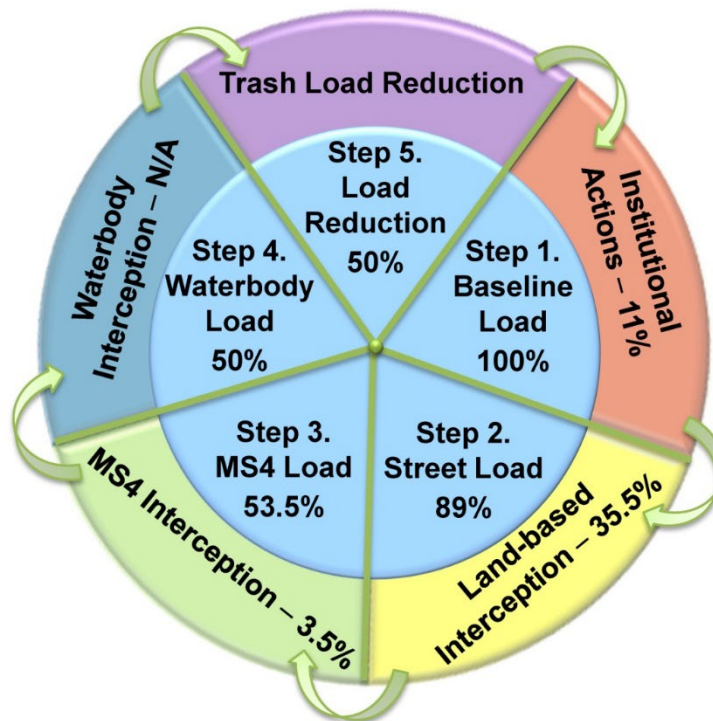 Trash Load Reduction
Step 5.
Load
Reduction
50%
Institutional
Actions – 11%
Step 1.
Baseline
Load
100%
Land-based
Interception – 35.5%
Step 2.
Street Load
89%
MS4 Interception – 3.5%
Step 3.
MS4 Load
53.5%
Waterbody
Interception – N/A
Step 4.
Waterbody
Load
50%